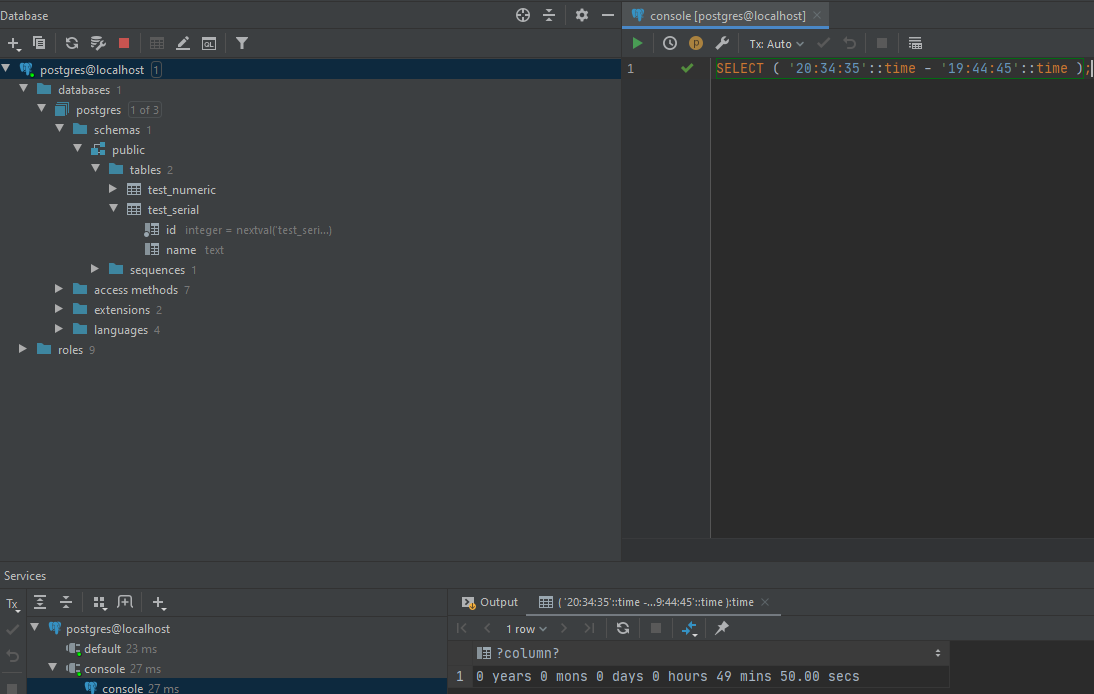 Database
postgres@localhost 1
databases 1
postgres 1 of 3
schemas 1
public
tables 2
test_numeric
test_serial
id integer = nextval('test_seri...)
name text
sequences 1
access methods 7
extensions 2
languages 4
roles 9
console [postgres@localhost]
Tx: Auto
1 SELECT ( '20:34:35'::time - '19:44:45'::time );
Services
Tx
postgres@localhost
default 23 ms
console 27 ms
console 27 ms
Output
( '20:34:35'::time -...9:44:45'::time ):time
1 row
?column?
1 0 years 0 mons 0 days 0 hours 49 mins 50.00 secs